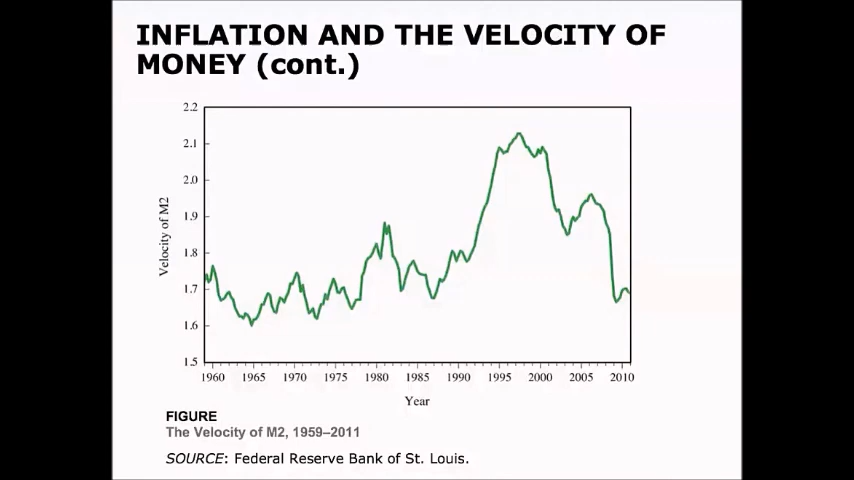 INFLATION AND THE VELOCITY OF
MONEY (cont.)
2.2
2.1
2.0
1.9
1.8
1.7
1.6
1.5
Velocity of M2
1960 1965 1970 1975 1980 1985 1990 1995 2000 2005 2010
Year
FIGURE
The Velocity of M2, 1959–2011
SOURCE: Federal Reserve Bank of St. Louis.